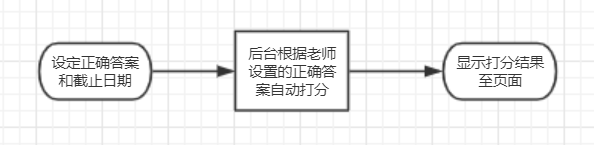 设定正确答案
和截止日期
后台根据老师
设置的正确答
案自动打分
显示打分结果
至页面